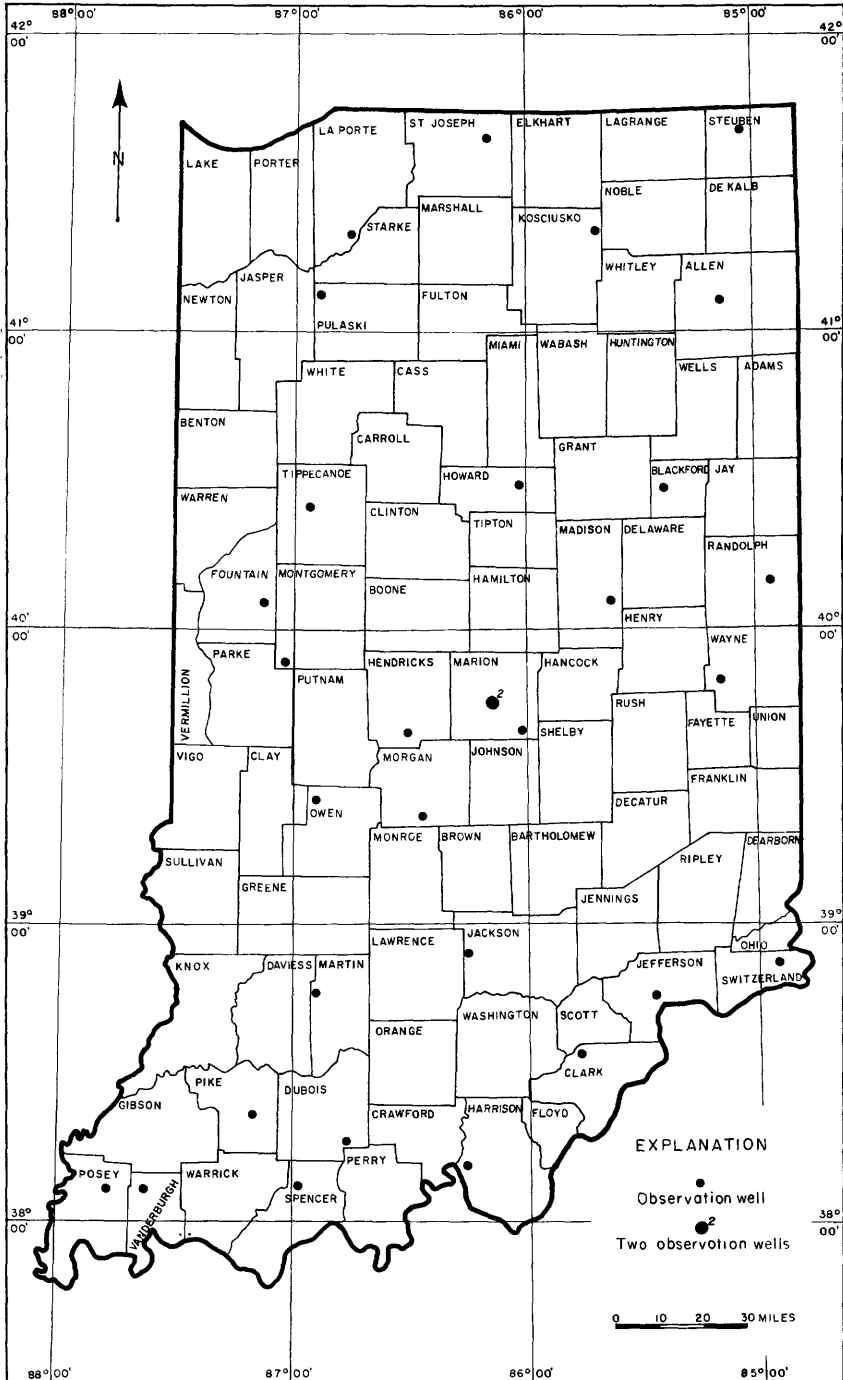 88°00' 87°00' 86°00' 85°00'
42° 00' 42° 00'
N
LAKE PORTER LA PORTE ST JOSEPH ELKHART LAGRANGE STEUBEN
NOBLE DE KALB
STARKE MARSHALL KOSCIUSKO
WHITLEY ALLEN
NEWTON JASPER PULASKI FULTON
41° 00' 41° 00'
MIAMI WABASH HUNTINGTON
WELLS ADAMS
WHITE CASS
BENTON
CARROLL GRANT
TIPPECANOE HOWARD BLACKFORD JAY
WARREN CLINTON TIPTON
MADISON DELAWARE
RANDOLPH
FOUNTAIN MONTGOMERY BOONE HAMILTON
40° 00' 40° 00'
HENRY
WAYNE
PARKE PUTNAM HENDRICKS MARION HANCOCK
2
VERMILLION
RUSH FAYETTE UNION
SHELBY
VIGO CLAY MORGAN JOHNSON
FRANKLIN
OWEN DECATUR
MONROE BROWN BARTHOLOMEW DEARBORN
SULLIVAN RIPLEY
GREENE JENNINGS
39° 00' 39° 00'
LAWRENCE JACKSON OHIO
KNOX DAVIESS MARTIN JEFFERSON SWITZERLAND
WASHINGTON SCOTT
ORANGE
CLARK
PIKE DUBOIS
GIBSON CRAWFORD HARRISON FLOYD
EXPLANATION
PERRY
POSEY WARRICK
VANDERBURGH SPENCER
Observation well
38° 00' 38° 00'
2
Two observation wells
0 10 20 30 MILES
88°00' 87°00' 86°00' 85°00'